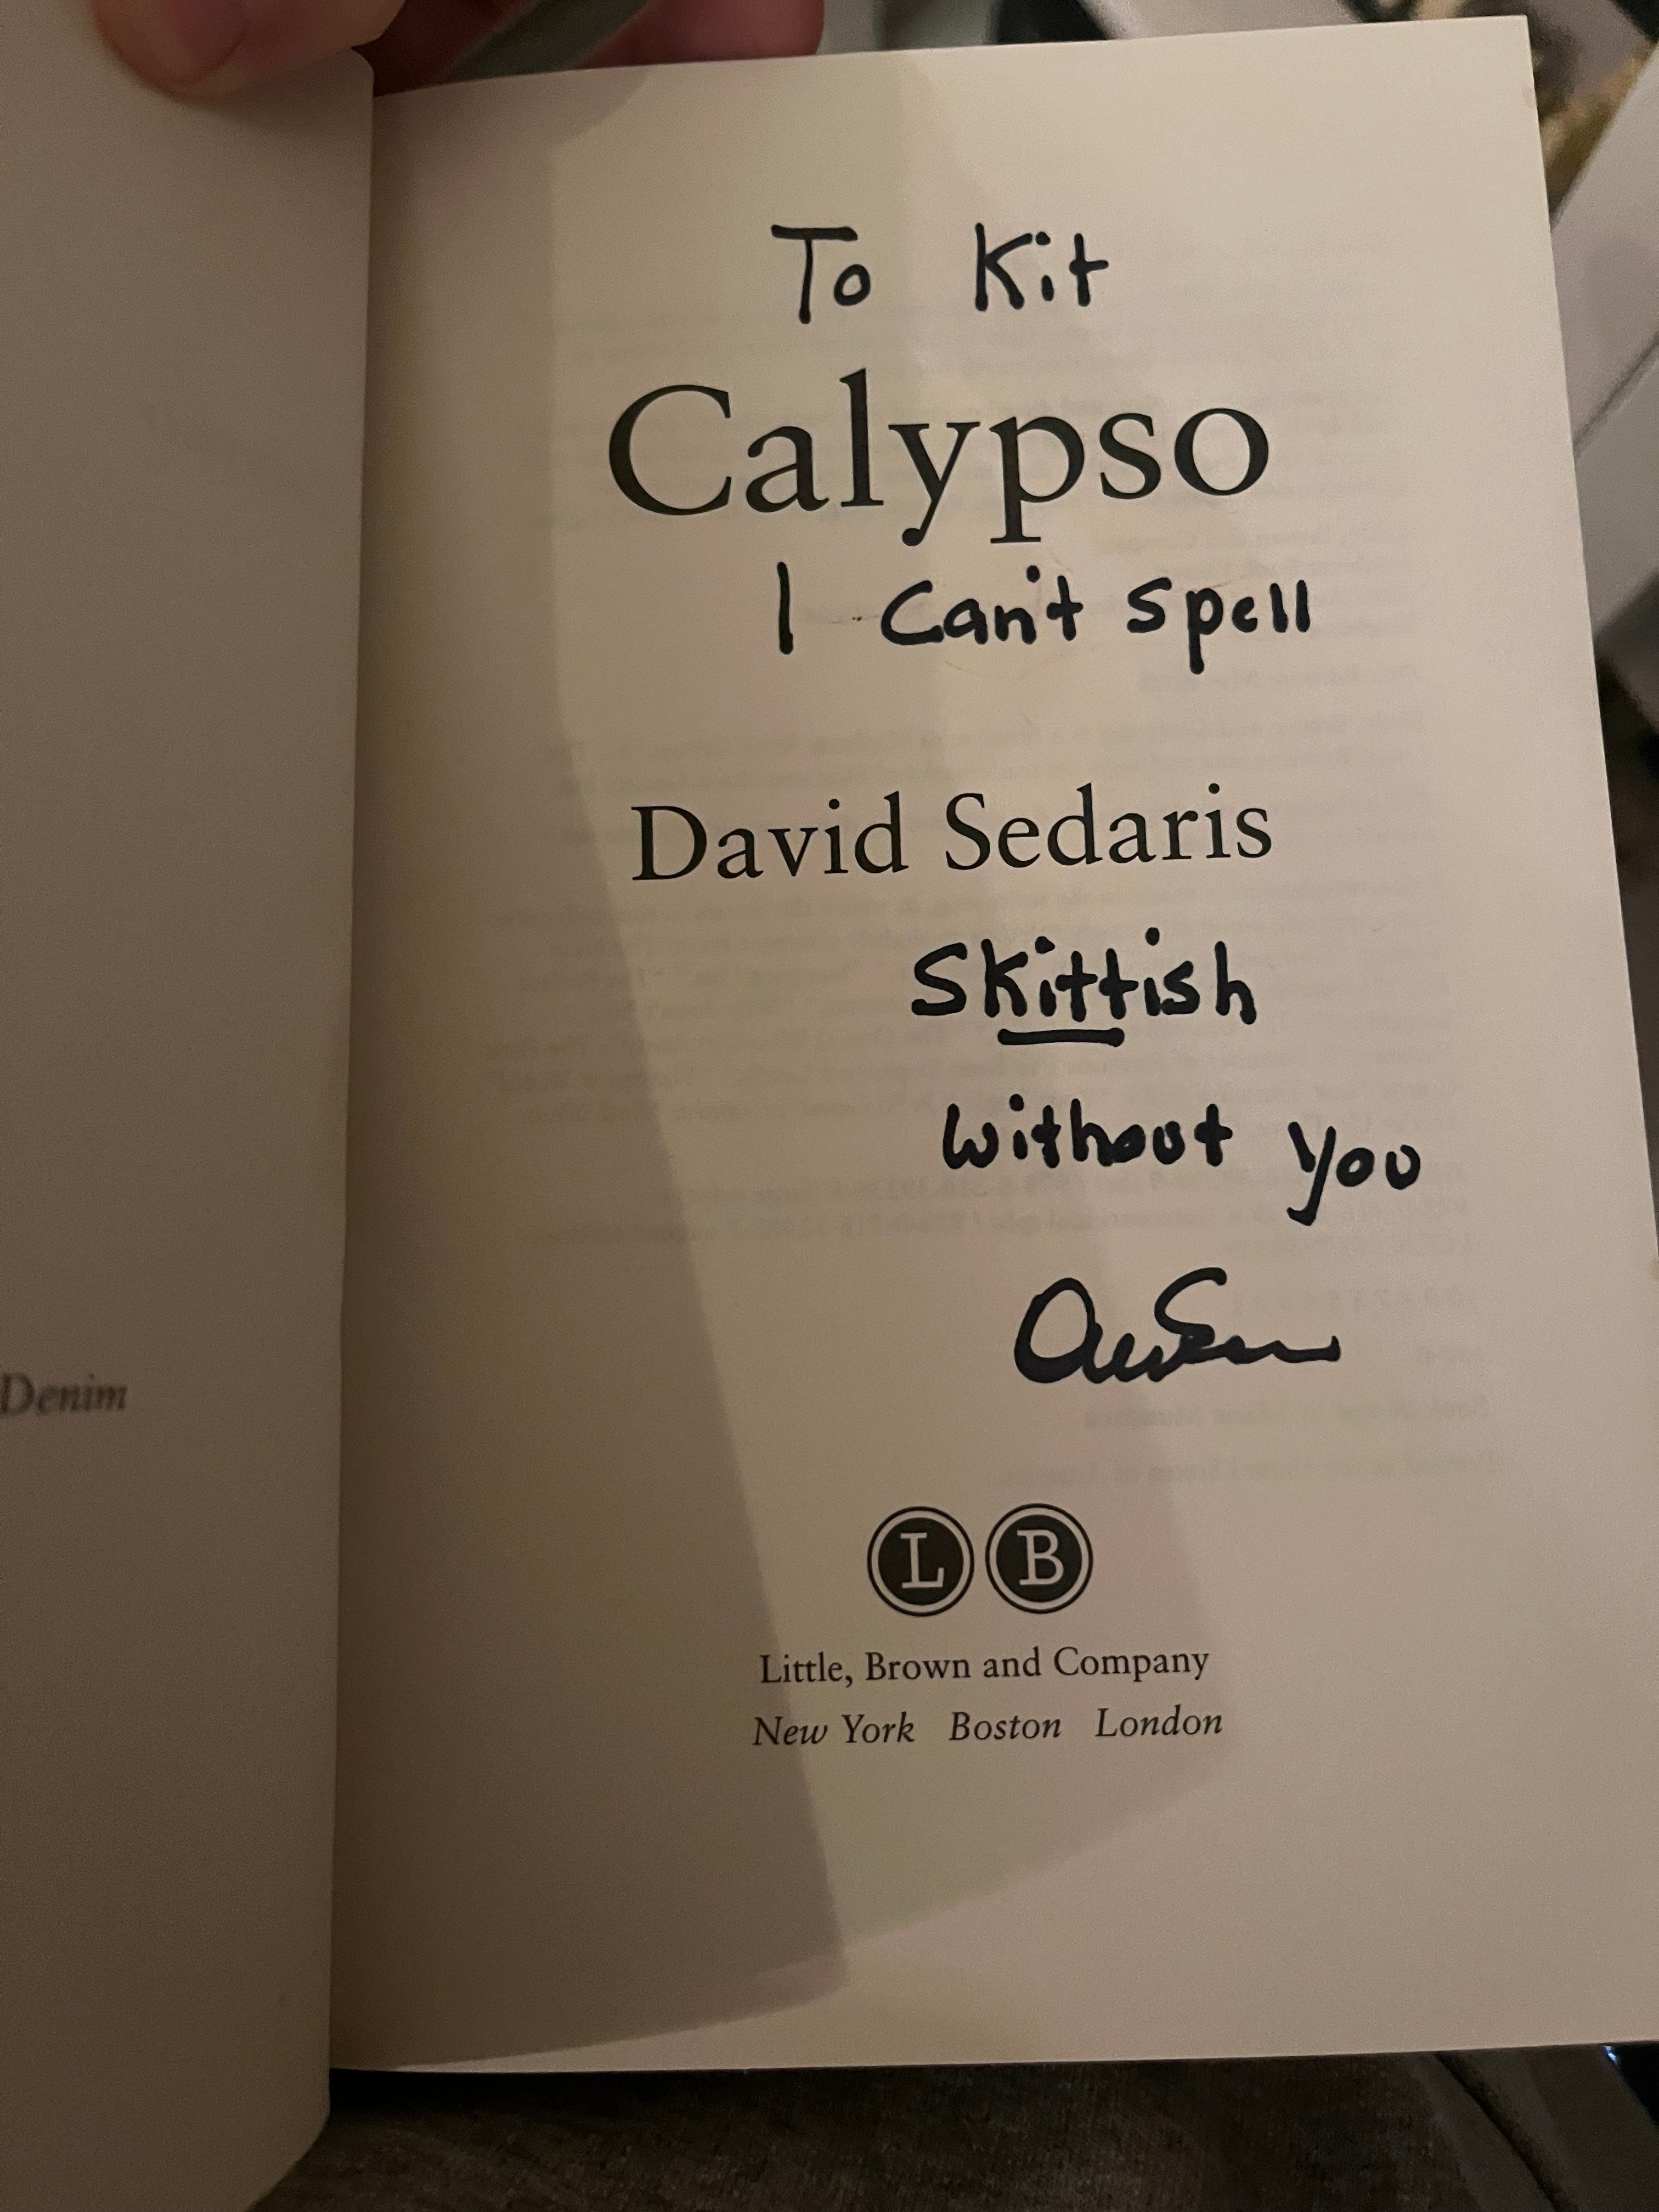 To Kit
Calypso
I Can't Spell
David Sedaris
Skittish
without you
Denim
L B
Little, Brown and Company
New York Boston London